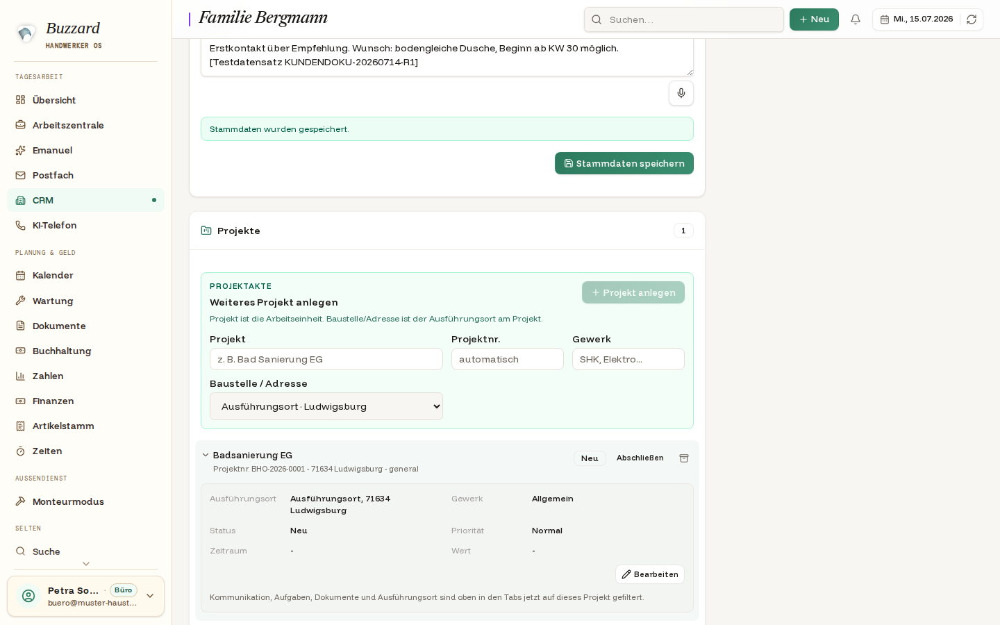 Buzzard
HANDWERKER OS
TAGESARBEIT
Übersicht
Arbeitszentrale
Emanuel
Postfach
CRM
KI-Telefon
PLANUNG & GELD
Kalender
Wartung
Dokumente
Buchhaltung
Zahlen
Finanzen
Artikelstamm
Zeiten
AUSSENDIENST
Monteurmodus
SELTEN
Suche
Petra So... · Büro
buero@muster-haust...
Familie Bergmann
Suchen...
Neu
Mi., 15.07.2026
Erstkontakt über Empfehlung. Wunsch: bodengleiche Dusche, Beginn ab KW 30 möglich.
[Testdatensatz KUNDENDOKU-20260714-R1]
Stammdaten wurden gespeichert.
Stammdaten speichern
Projekte
1
PROJEKTAKTE
Weiteres Projekt anlegen
Projekt anlegen
Projekt ist die Arbeitseinheit. Baustelle/Adresse ist der Ausführungsort am Projekt.
Projekt
Projektnr.
Gewerk
z. B. Bad Sanierung EG
automatisch
SHK, Elektro...
Baustelle / Adresse
Ausführungsort · Ludwigsburg
Badsanierung EG
Neu
Abschließen
Projektnr. BHO-2026-0001 - 71634 Ludwigsburg - general
Ausführungsort
Ausführungsort, 71634
Ludwigsburg
Gewerk
Allgemein
Status
Neu
Priorität
Normal
Zeitraum
-
Wert
-
Bearbeiten
Kommunikation, Aufgaben, Dokumente und Ausführungsort sind oben in den Tabs jetzt auf dieses Projekt gefiltert.